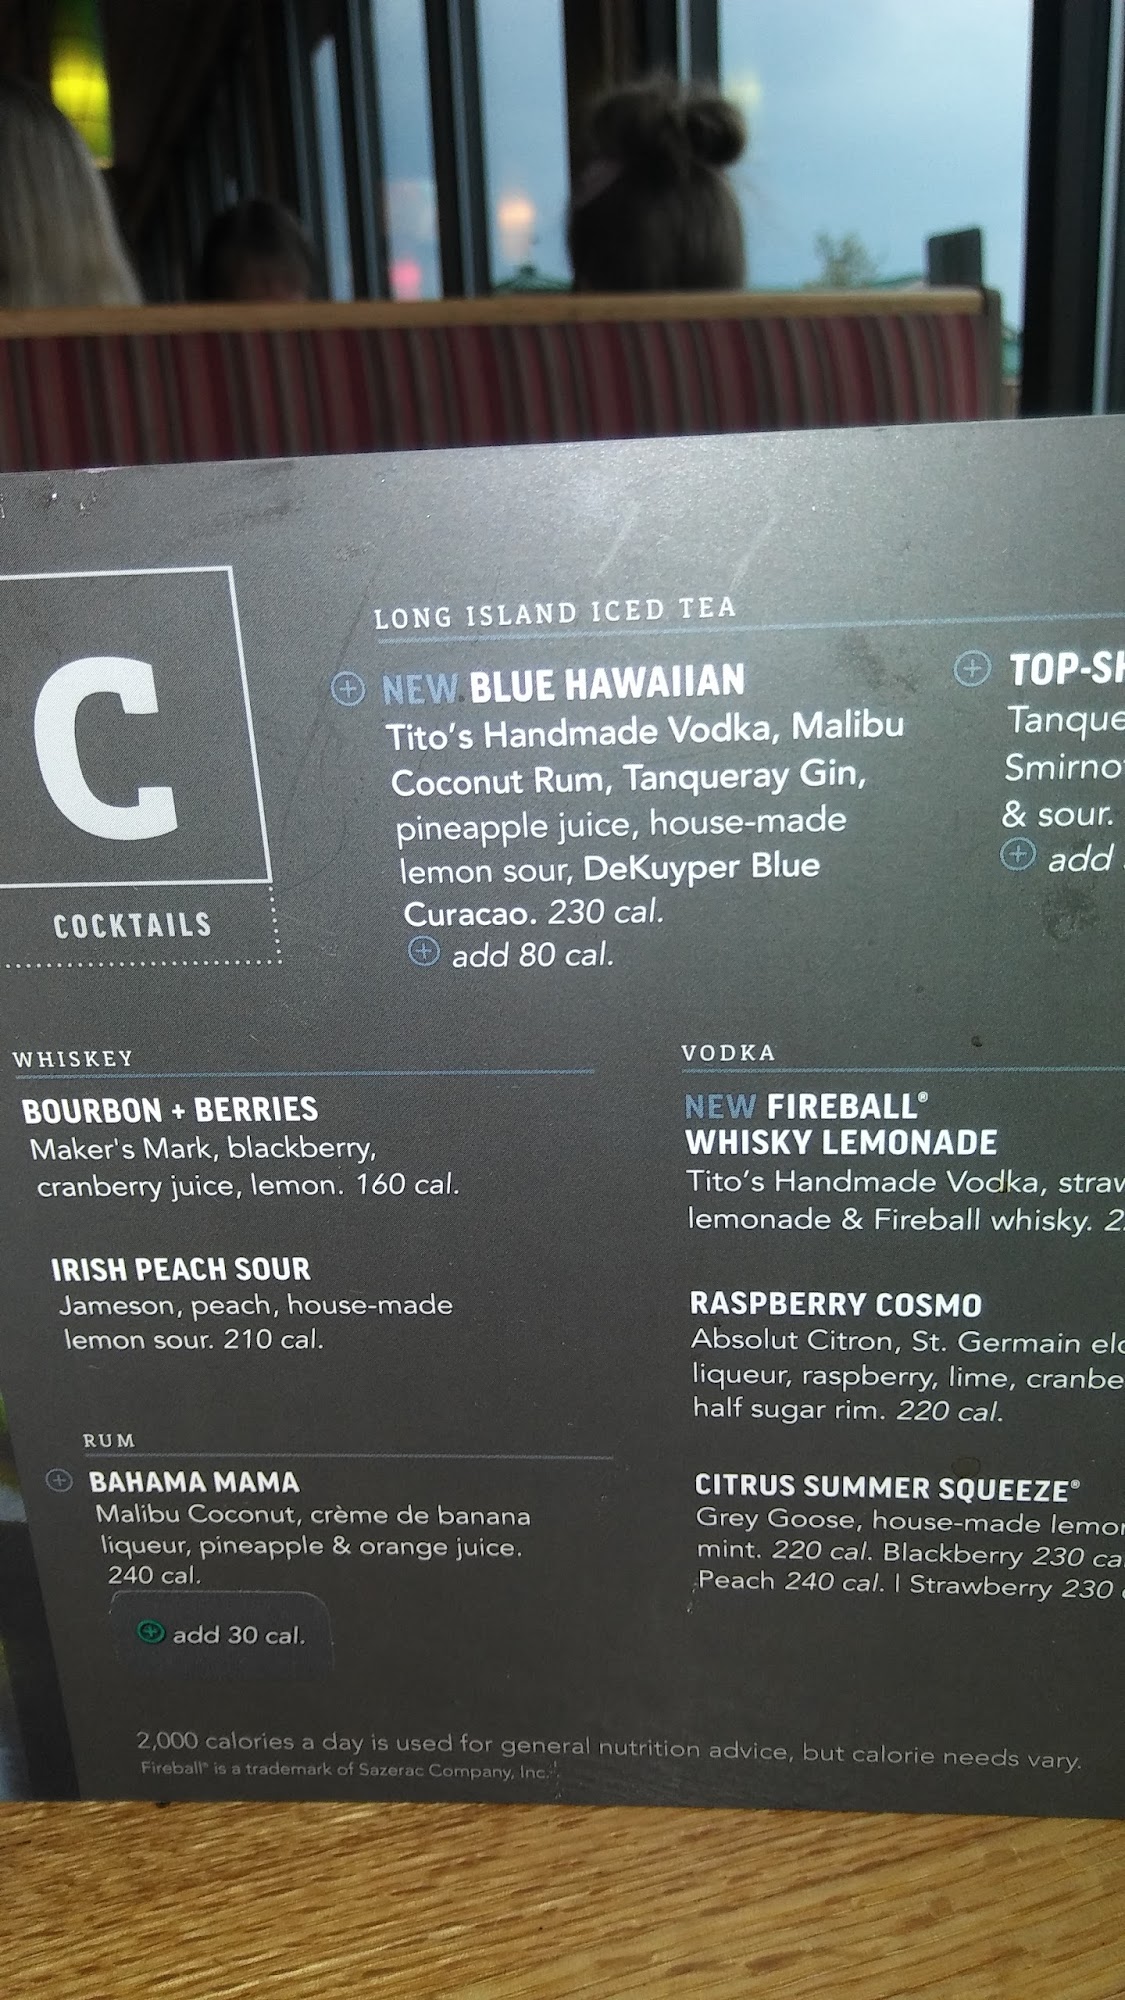 C
COCKTAILS
LONG ISLAND ICED TEA
NEW BLUE HAWAIIAN
Tito's Handmade Vodka, Malibu
Coconut Rum, Tanqueray Gin,
pineapple juice, house-made
lemon sour, DeKuyper Blue
Curacao. 230 cal.
add 80 cal.
TOP-SH
Tanque
Smirno
& sour.
add
WHISKEY
BOURBON + BERRIES
Maker's Mark, blackberry,
cranberry juice, lemon. 160 cal.
IRISH PEACH SOUR
Jameson, peach, house-made
lemon sour. 210 cal.
RUM
BAHAMA MAMA
Malibu Coconut, crème de banana
liqueur, pineapple & orange juice.
240 cal.
add 30 cal.
VODKA
NEW FIREBALL®
WHISKY LEMONADE
Tito's Handmade Vodka, straw
lemonade & Fireball whisky. 2
RASPBERRY COSMO
Absolut Citron, St. Germain eld
liqueur, raspberry, lime, cranbe
half sugar rim. 220 cal.
CITRUS SUMMER SQUEEZE®
Grey Goose, house-made lemon
mint. 220 cal. Blackberry 230 ca
Peach 240 cal. | Strawberry 230 c
2,000 calories a day is used for general nutrition advice, but calorie needs vary.
Fireball® is a trademark of Sazerac Company, Inc.